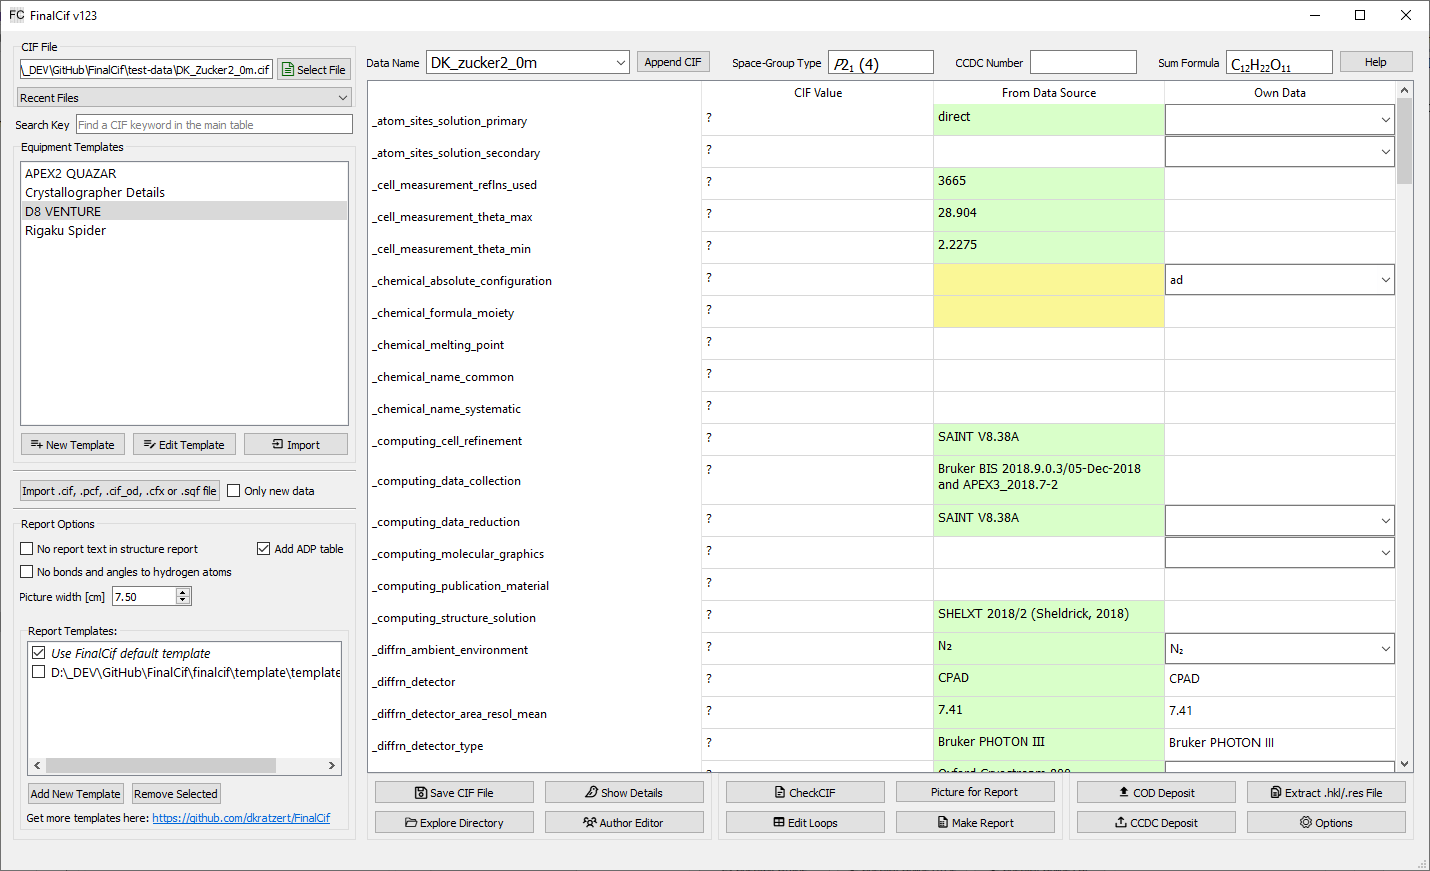 FC FinalCif v123
CIF File
\_DEV\GitHub\FinalCif\test-data\DK_Zucker2_0m.cif
Select File
Recent Files
Search Key
Find a CIF keyword in the main table
Equipment Templates
APEX2 QUAZAR
Crystallographer Details
D8 VENTURE
Rigaku Spider
New Template
Edit Template
Import
Import .cif, .pcf, .cif_od, .cfx or .sqf file
Only new data
Report Options
No report text in structure report
Add ADP table
No bonds and angles to hydrogen atoms
Picture width [cm]
7.50
Report Templates:
Use FinalCif default template
D:\_DEV\GitHub\FinalCif\finalcif\template\template
Add New Template
Remove Selected
Get more templates here: https://github.com/dkratzert/FinalCif
Data Name
DK_zucker2_0m
Append CIF
Space-Group Type
P2₁ (4)
CCDC Number
Sum Formula
C₁₂H₂₂O₁₁
Help
CIF Value
From Data Source
Own Data
_atom_sites_solution_primary ? direct
_atom_sites_solution_secondary ?
_cell_measurement_reflns_used ? 3665
_cell_measurement_theta_max ? 28.904
_cell_measurement_theta_min ? 2.2275
_chemical_absolute_configuration ? ad
_chemical_formula_moiety ?
_chemical_melting_point ?
_chemical_name_common ?
_chemical_name_systematic ?
_computing_cell_refinement ? SAINT V8.38A
_computing_data_collection ? Bruker BIS 2018.9.0.3/05-Dec-2018
and APEX3_2018.7-2
_computing_data_reduction ? SAINT V8.38A
_computing_molecular_graphics ?
_computing_publication_material ?
_computing_structure_solution ? SHELXT 2018/2 (Sheldrick, 2018)
_diffrn_ambient_environment ? N₂ N₂
_diffrn_detector ? CPAD CPAD
_diffrn_detector_area_resol_mean ? 7.41 7.41
_diffrn_detector_type ? Bruker PHOTON III Bruker PHOTON III
?
Save CIF File
Show Details
CheckCIF
Picture for Report
COD Deposit
Extract .hkl/.res File
Explore Directory
Author Editor
Edit Loops
Make Report
CCDC Deposit
Options